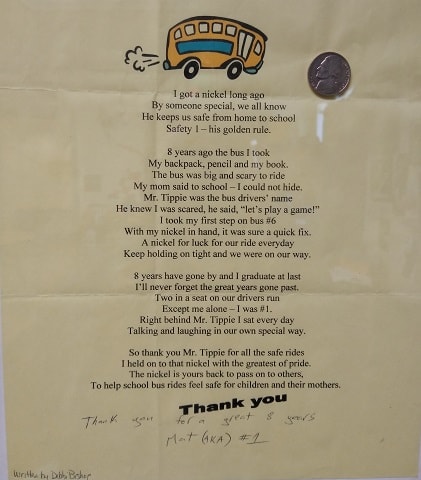 I got a nickel long ago
By someone special, we all know
He keeps us safe from home to school
Safety 1 – his golden rule.
8 years ago the bus I took
My backpack, pencil and my book.
The bus was big and scary to ride
My mom said to school – I could not hide.
Mr. Tippie was the bus drivers' name
He knew I was scared, he said, "let's play a game!"
I took my first step on bus #6
With my nickel in hand, it was sure a quick fix.
A nickel for luck for our ride everyday
Keep holding on tight and we were on our way.
8 years have gone by and I graduate at last
I'll never forget the great years gone past.
Two in a seat on our drivers run
Except me alone – I was #1.
Right behind Mr. Tippie I sat every day
Talking and laughing in our own special way.
So thank you Mr. Tippie for all the safe rides
I held on to that nickel with the greatest of pride.
The nickel is yours back to pass on to others,
To help school bus rides feel safe for children and their mothers.
Thank you
Thank you for a great 8 years
Matt (AKA) #1
Written by Debby Bishop